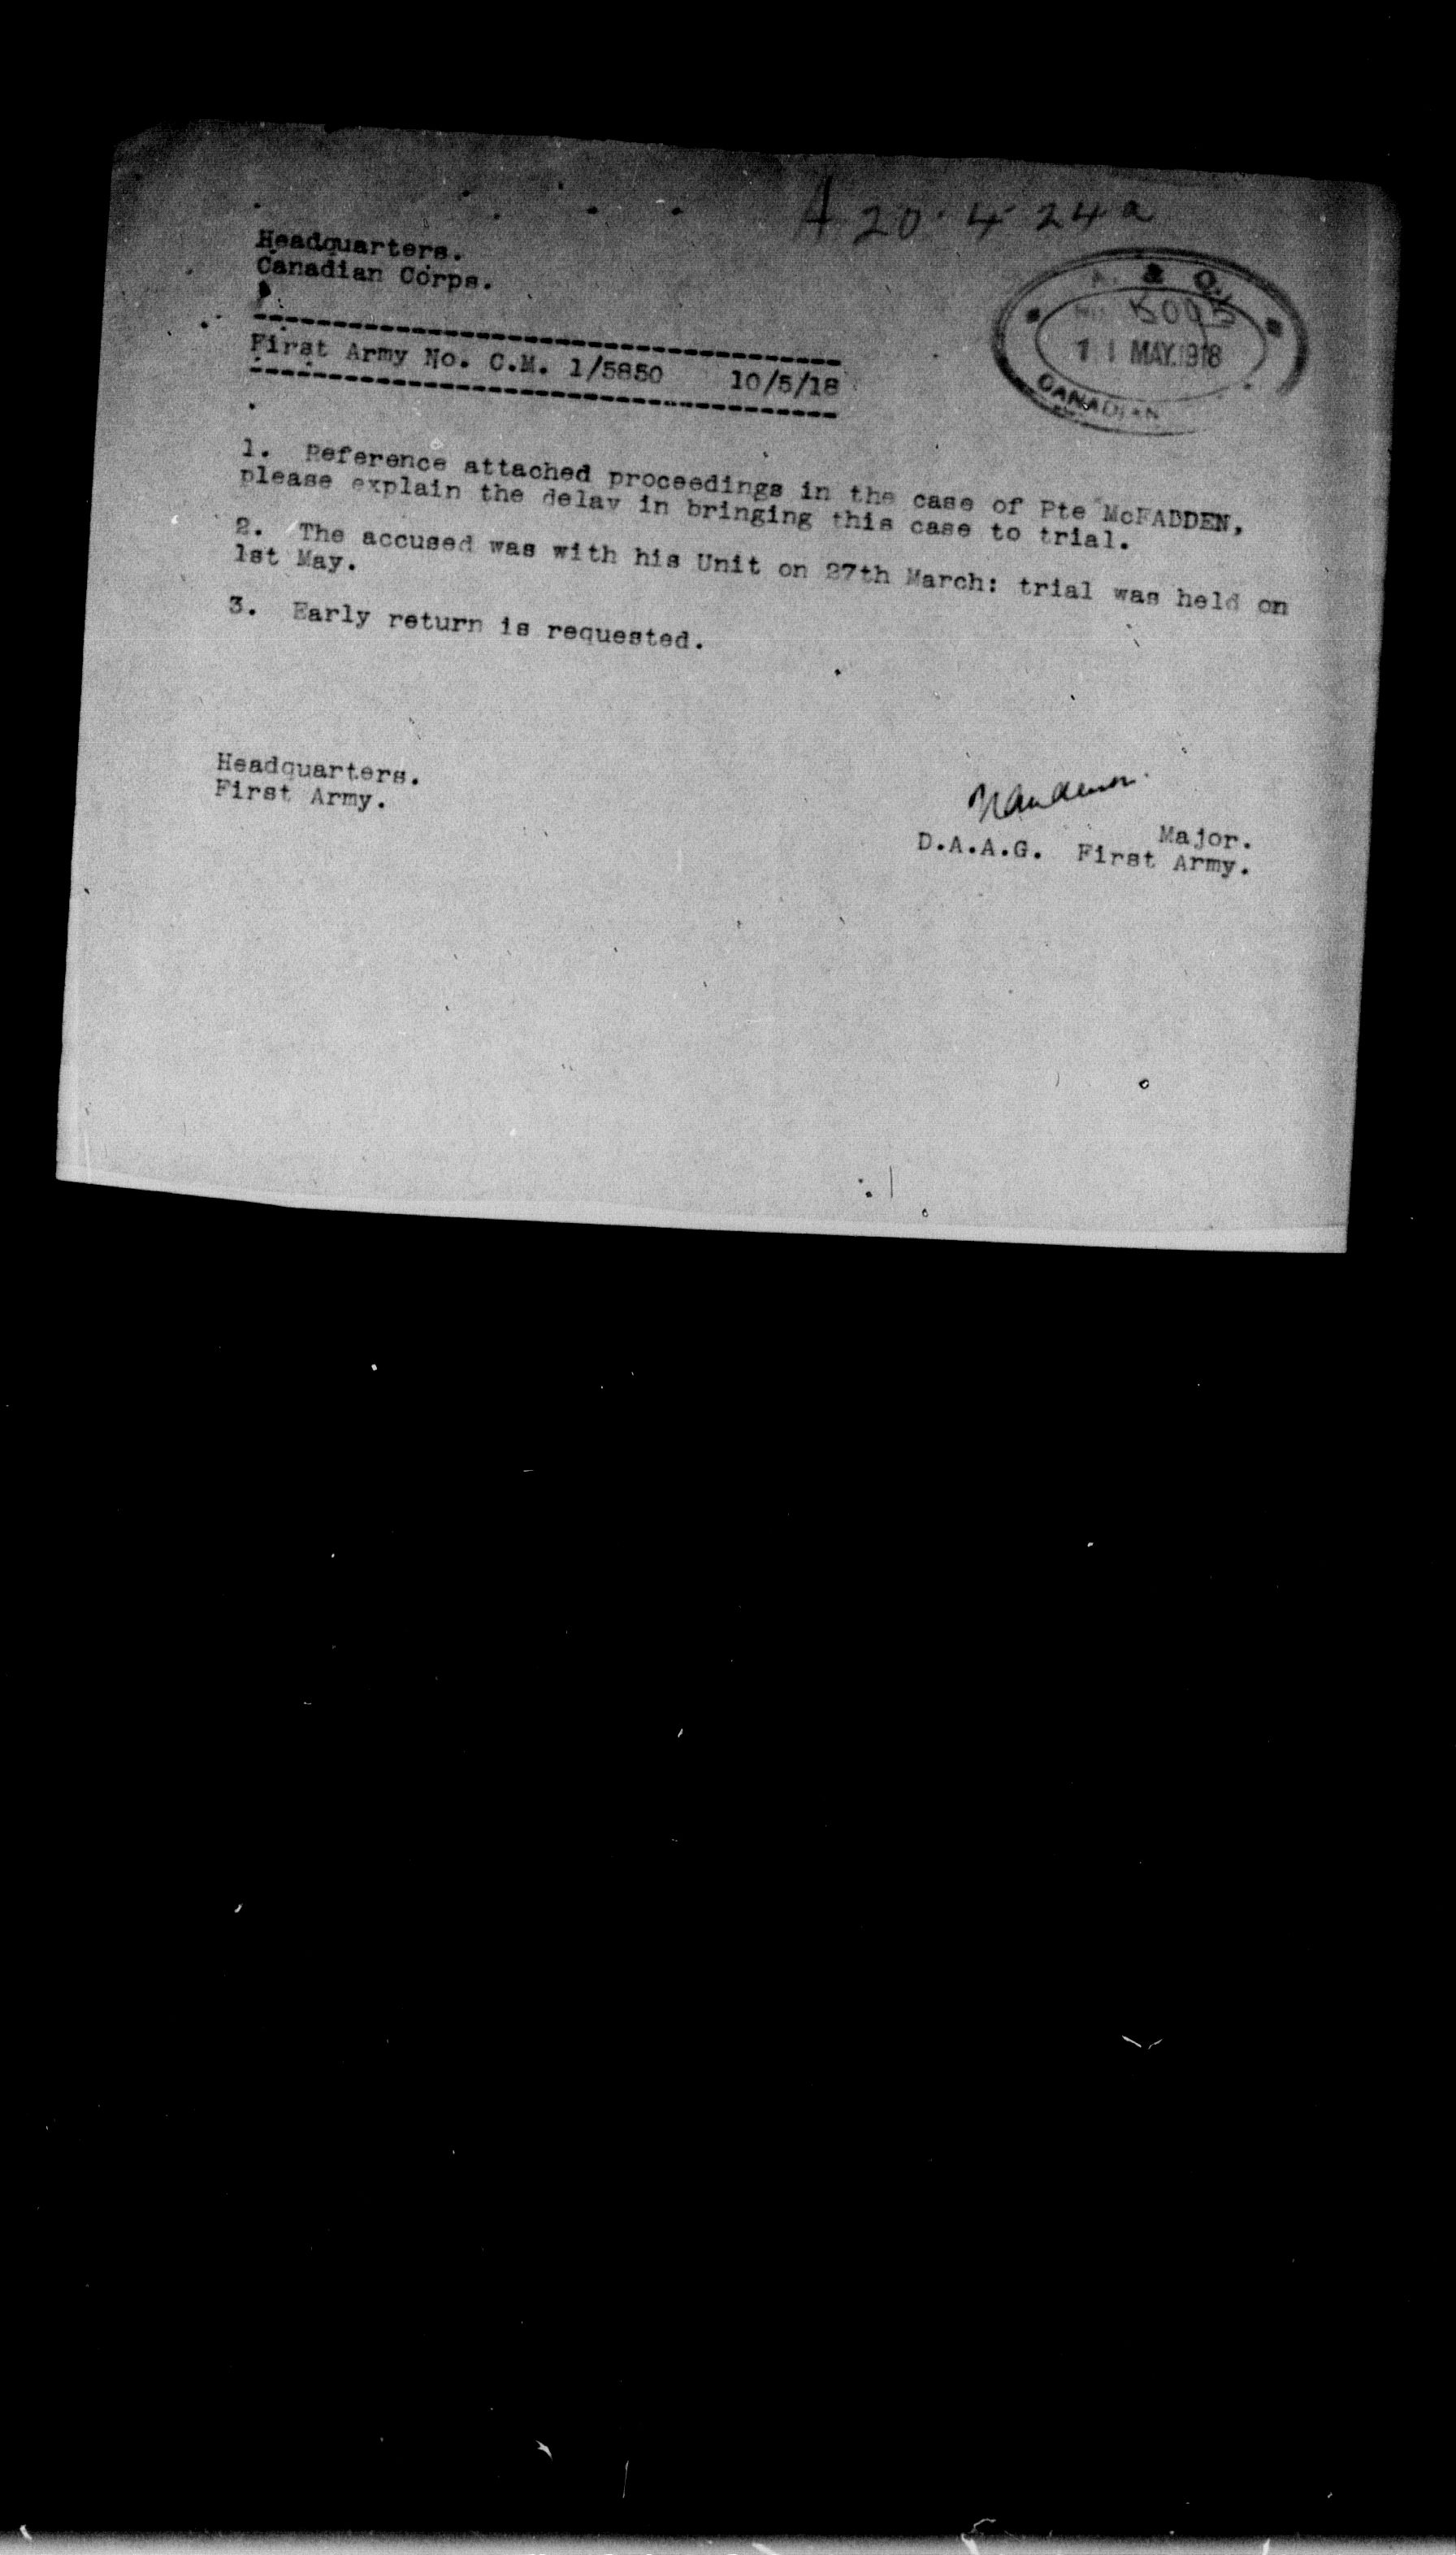 A 20-4-24a
Headquarters.
Canadian Corps.
A. & Q.
No. 5095
11 MAY.1918
CANADIAN
First Army No. C.M. 1/5850 10/5/18
1. Reference attached proceedings in the case of Pte McFADDEN,
please explain the delay in bringing this case to trial.
2. The accused was with his Unit on 27th March: trial was held on
1st May.
3. Early return is requested.
Headquarters.
First Army.
Major.
D.A.A.G. First Army.